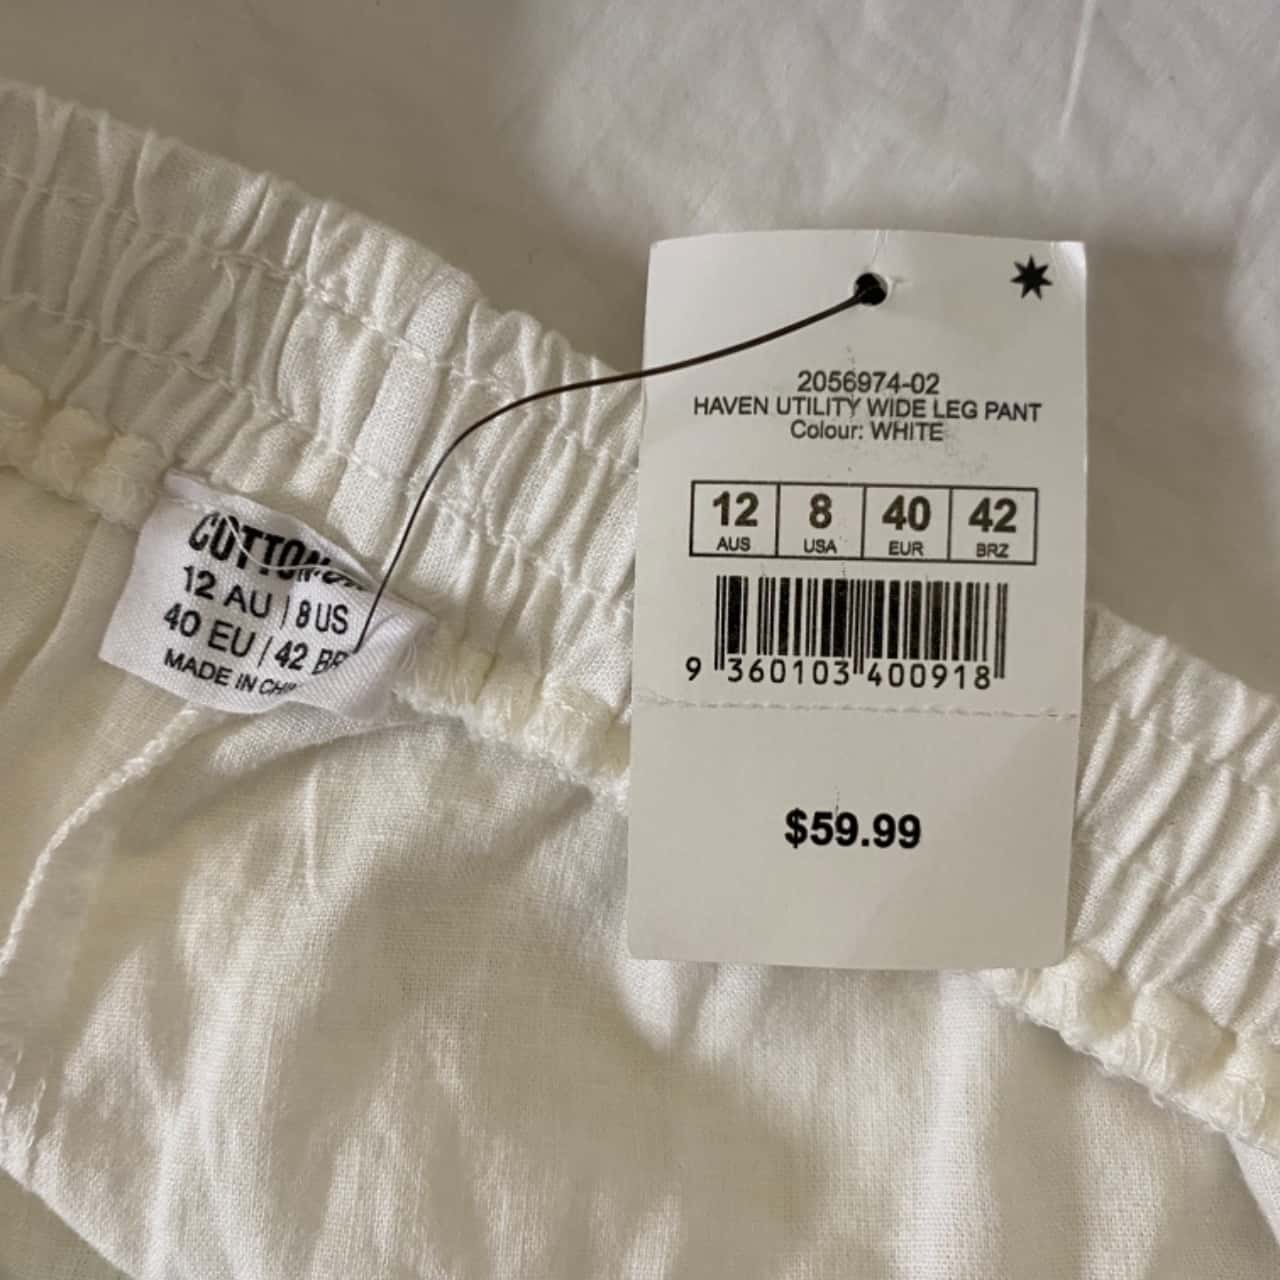 2056974-02
HAVEN UTILITY WIDE LEG PANT
Colour: WHITE
12 8 40 42
AUS USA EUR BRZ
9 360103 400918
$59.99
12 AU / 8 US
40 EU / 42
MADE IN